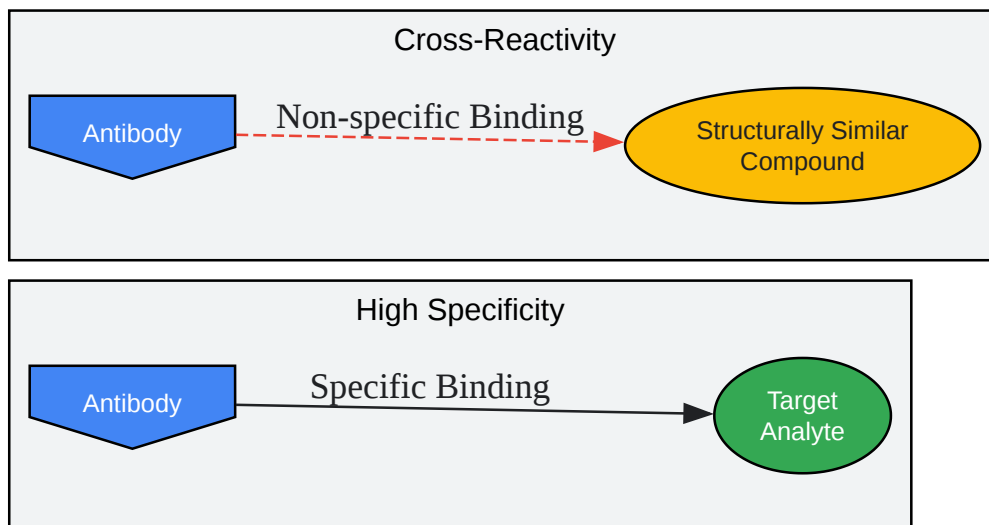 Cross-Reactivity
Antibody
Non-specific Binding
Structurally Similar
Compound
High Specificity
Antibody
Specific Binding
Target
Analyte